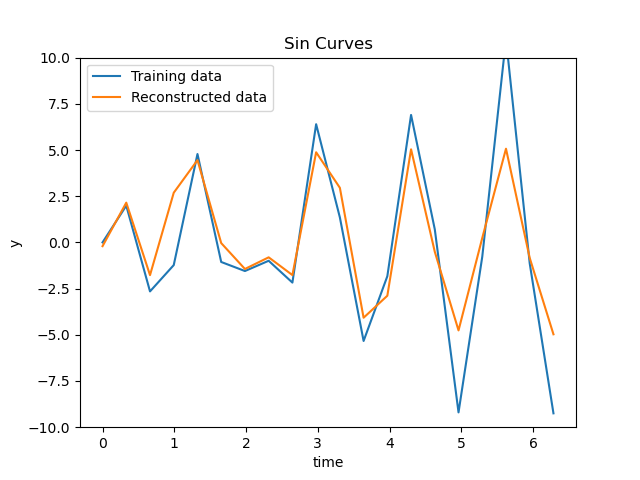 Sin Curves
Training data
Reconstructed data
10.0
7.5
5.0
2.5
0.0
−2.5
−5.0
−7.5
−10.0
y
0 1 2 3 4 5 6
time